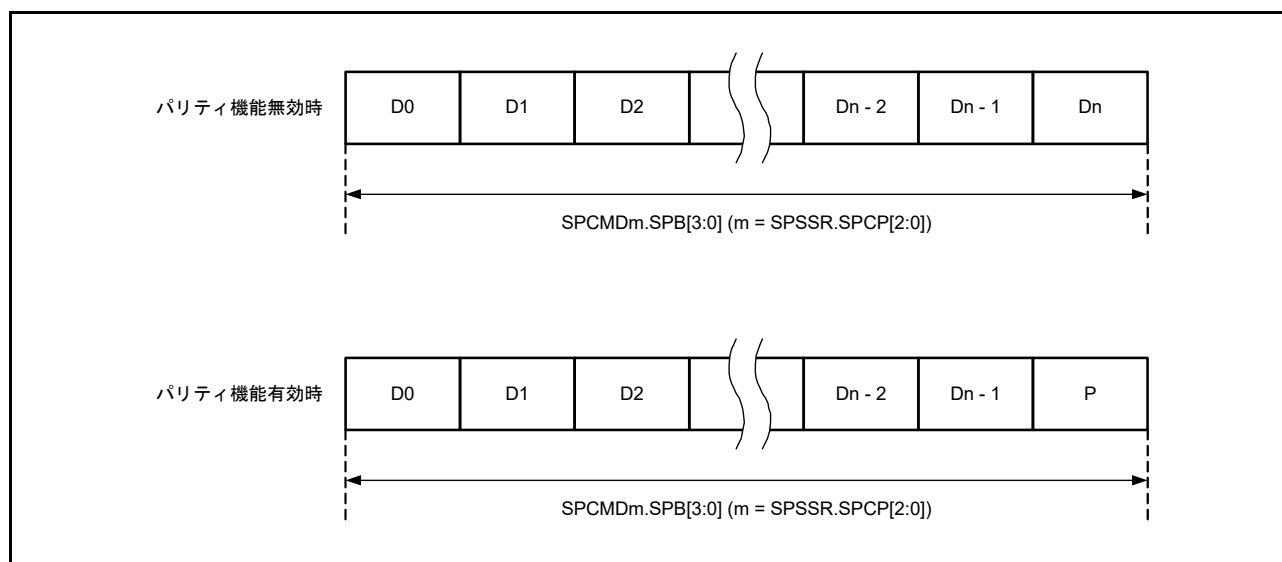 パリティ機能無効時 D0 D1 D2 Dn - 2 Dn - 1 Dn
SPCMDm.SPB[3:0] (m = SPSSR.SPCP[2:0])
パリティ機能有効時 D0 D1 D2 Dn - 2 Dn - 1 P
SPCMDm.SPB[3:0] (m = SPSSR.SPCP[2:0])